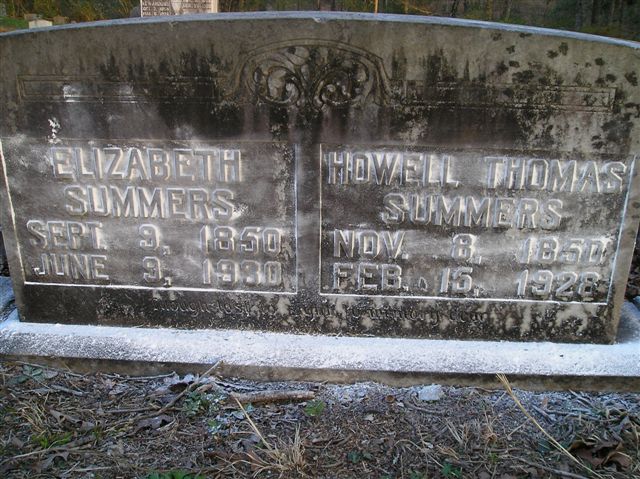 ELIZABETH
SUMMERS
SEPT. 9, 1850
JUNE 9, 1930
HOWELL THOMAS
SUMMERS
NOV. 8, 1850
FEB. 15, 1928